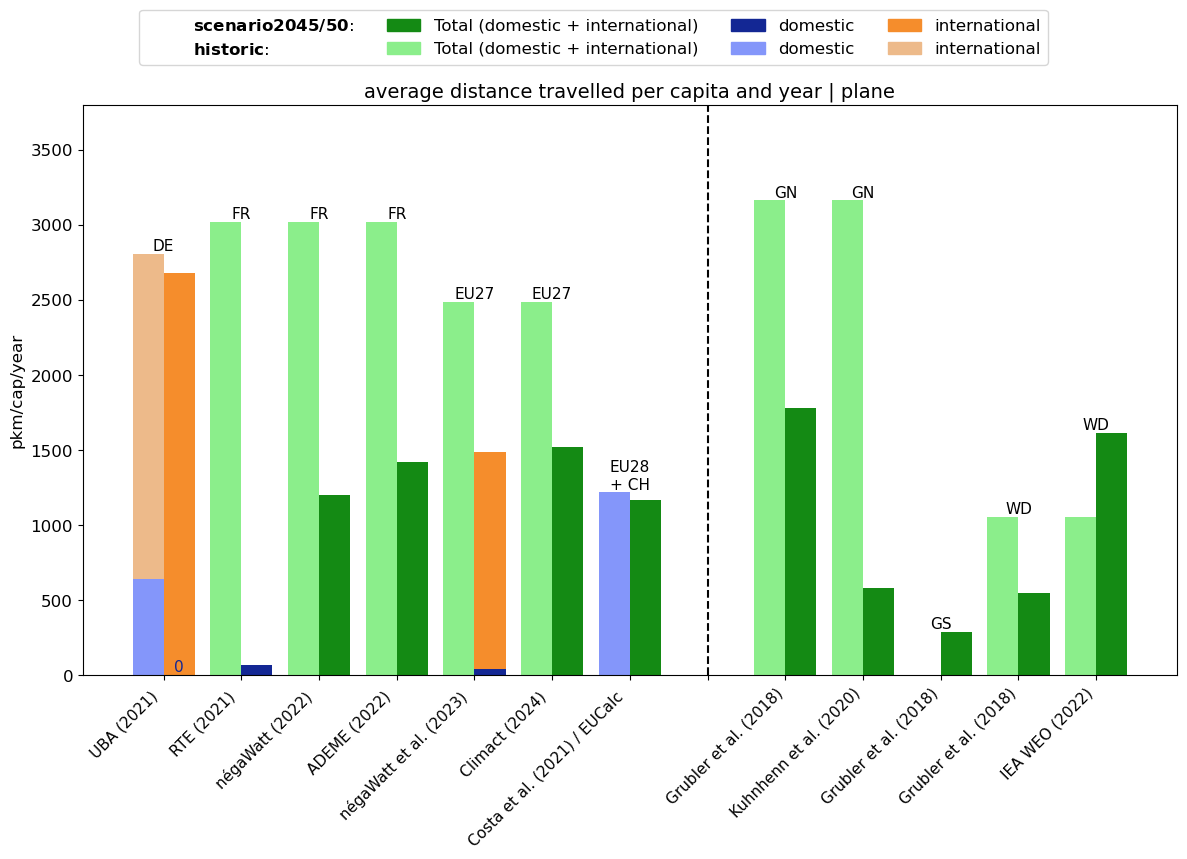 scenario2045/50: Total (domestic + international) domestic international
historic: Total (domestic + international) domestic international
average distance travelled per capita and year | plane
pkm/cap/year
3500
3000
2500
2000
1500
1000
500
0
DE
0
FR
FR
FR
EU27
EU27
EU28
+ CH
GN
GN
GS
WD
WD
UBA (2021)
RTE (2021)
négaWatt (2022)
ADEME (2022)
négaWatt et al. (2023)
Climact (2024)
Costa et al. (2021) / EUCalc
Grubler et al. (2018)
Kuhnhenn et al. (2020)
Grubler et al. (2018)
Grubler et al. (2018)
IEA WEO (2022)